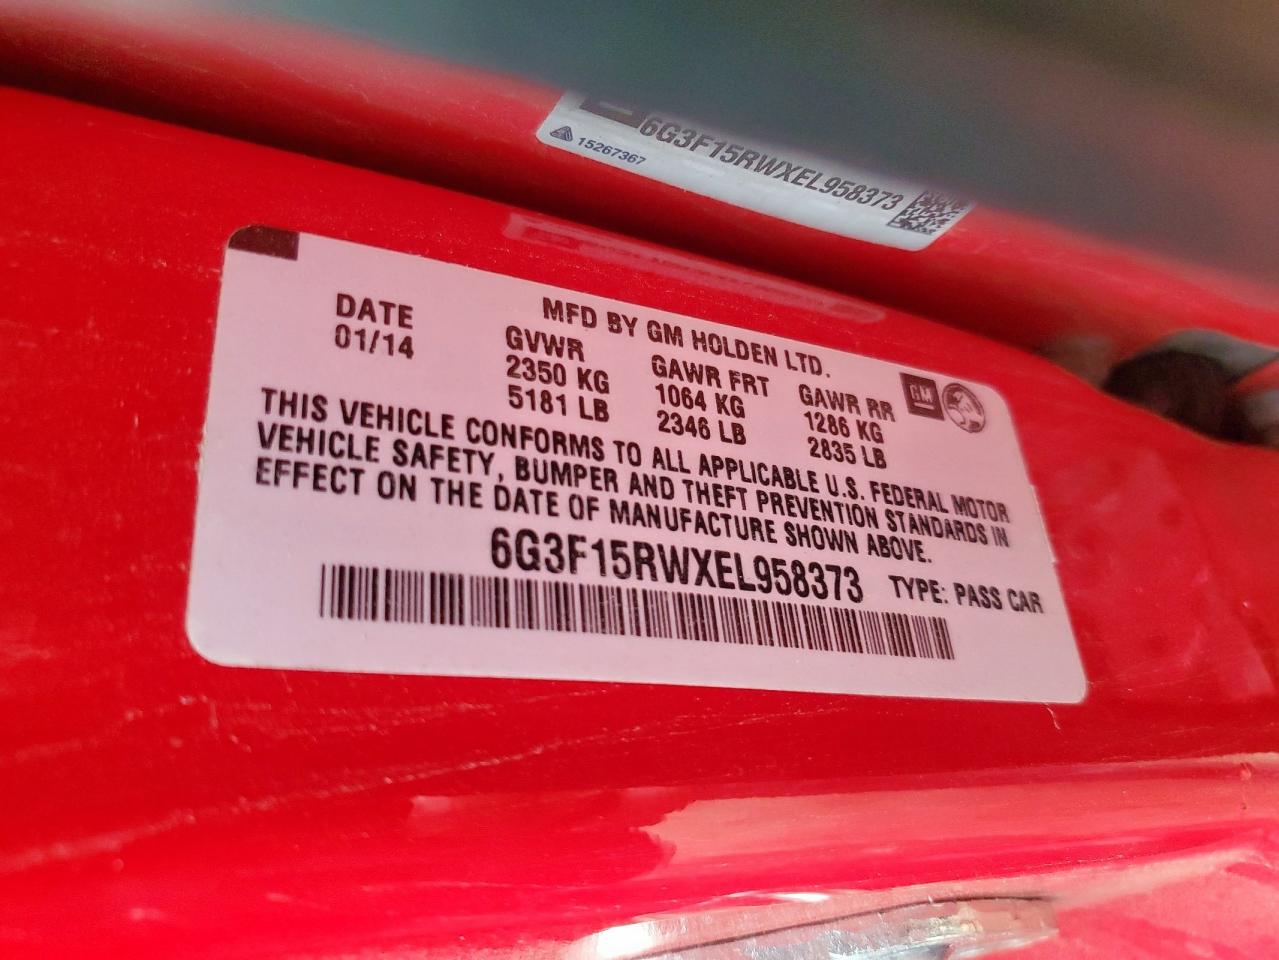 6G3F15RWXEL958373
15267367
MFD BY GM HOLDEN LTD.
DATE
01/14
GVWR
2350 KG
5181 LB
GAWR FRT
1064 KG
2346 LB
GAWR RR
1286 KG
2835 LB
GM
THIS VEHICLE CONFORMS TO ALL APPLICABLE U.S. FEDERAL MOTOR
VEHICLE SAFETY, BUMPER AND THEFT PREVENTION STANDARDS IN
EFFECT ON THE DATE OF MANUFACTURE SHOWN ABOVE.
6G3F15RWXEL958373 TYPE: PASS CAR